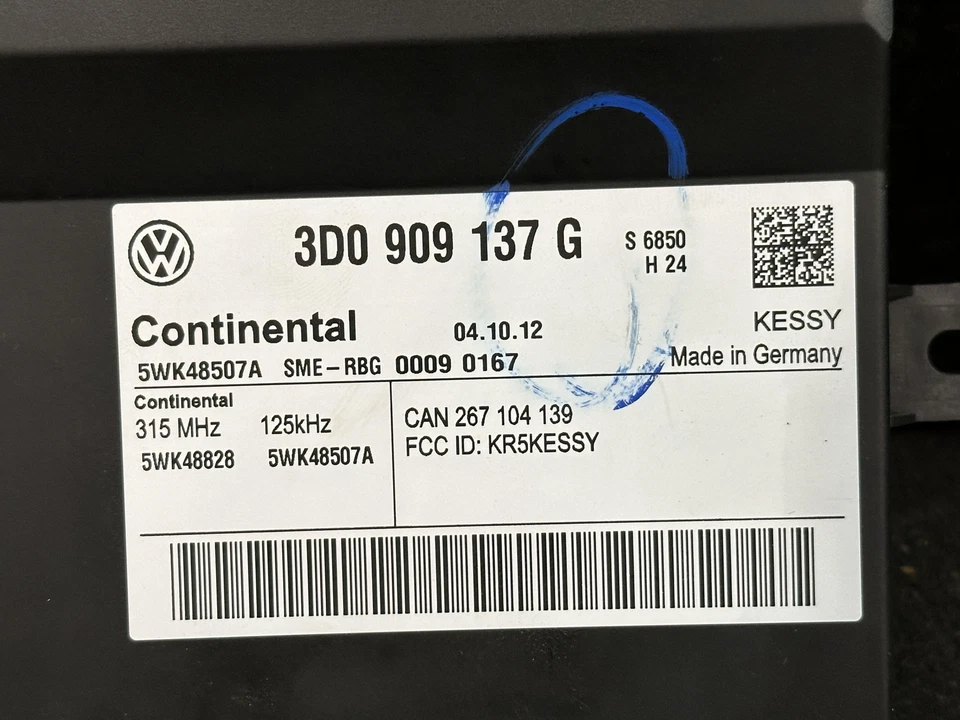 3D0 909 137 G
S 6850
H 24
Continental
04.10.12
KESSY
5WK48507A SME-RBG 0009 0167
Made in Germany
Continental
315 MHz 125kHz
5WK48828 5WK48507A
CAN 267 104 139
FCC ID: KR5KESSY